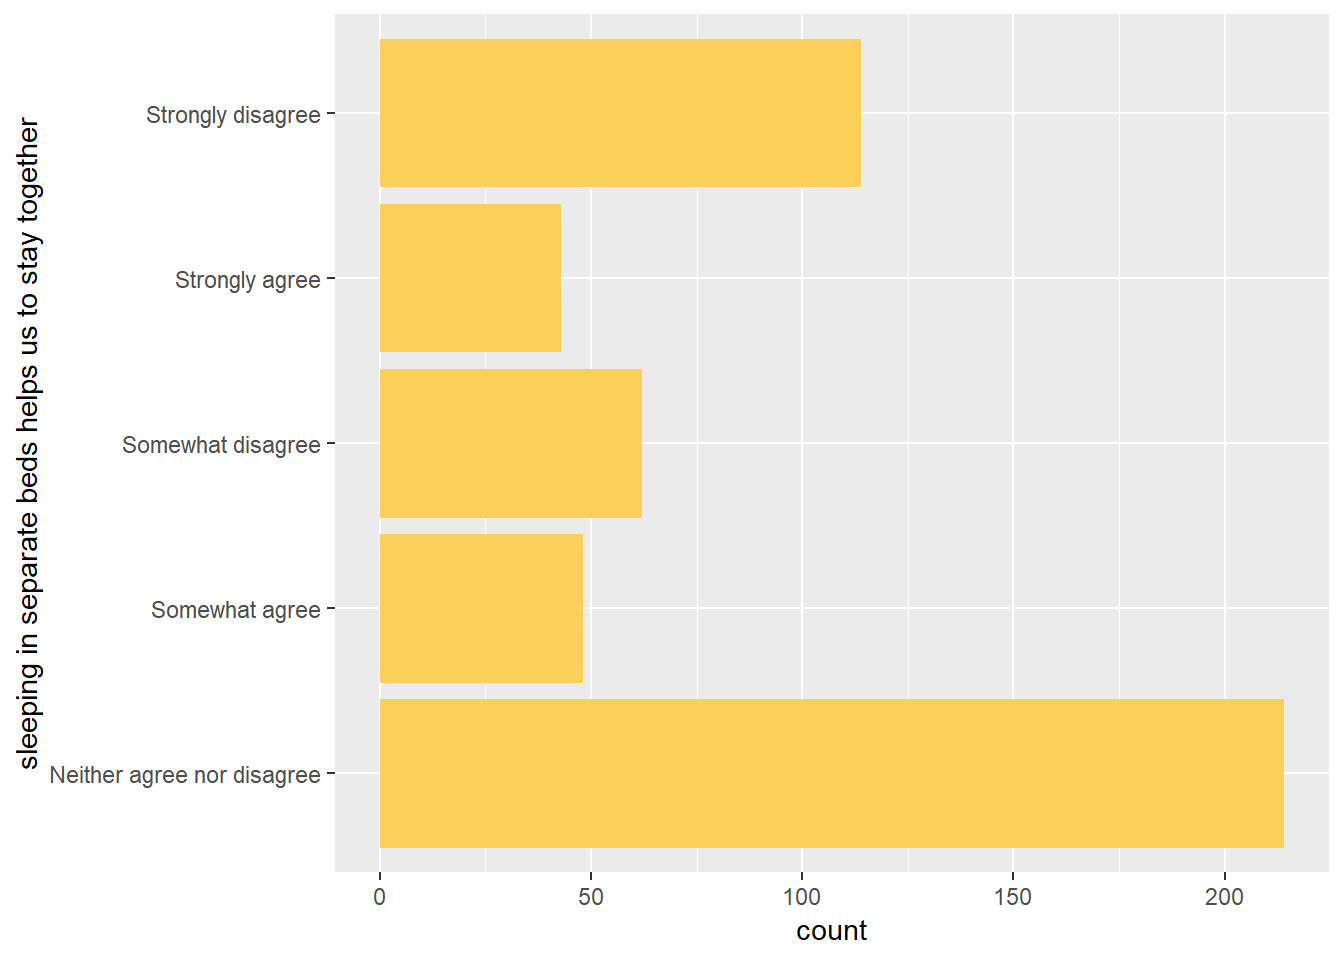 sleeping in separate beds helps us to stay together
Strongly disagree
Strongly agree
Somewhat disagree
Somewhat agree
Neither agree nor disagree
0 50 100 150 200
count